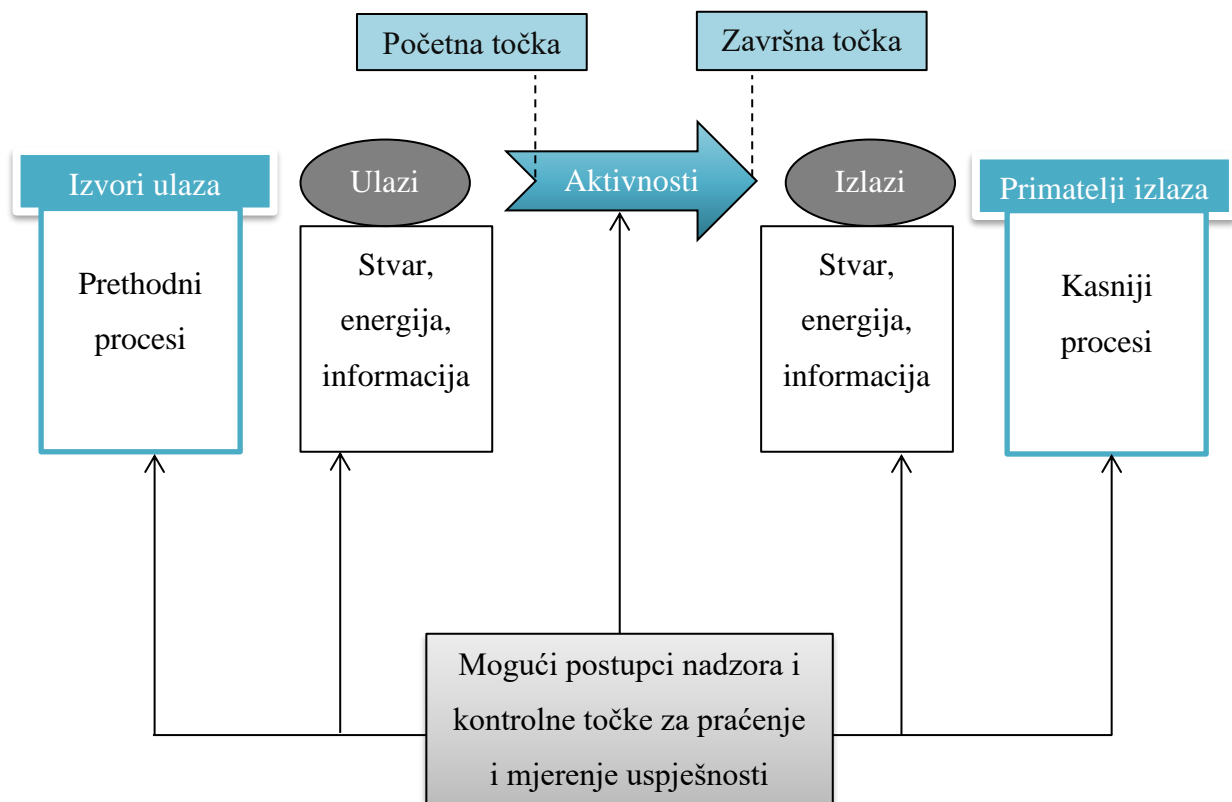 Početna točka
Završna točka
Izvori ulaza
Ulazi
Aktivnosti
Izlazi
Primatelji izlaza
Prethodni
procesi
Stvar,
energija,
informacija
Stvar,
energija,
informacija
Kasniji
procesi
Mogući postupci nadzora i
kontrolne točke za praćenje
i mjerenje uspješnosti